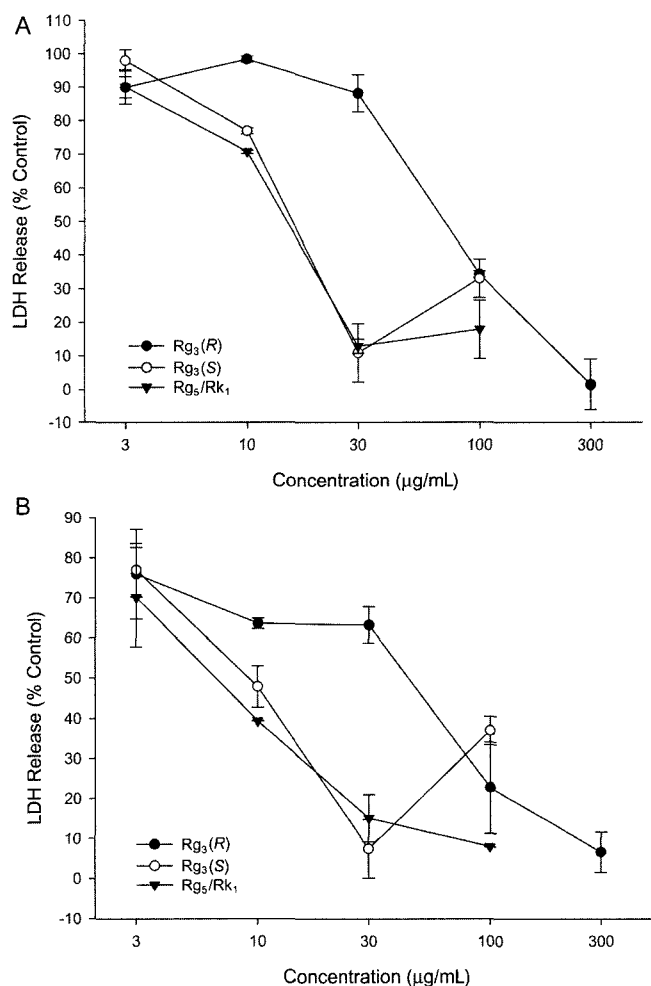 A
110
100
90
80
70
60
50
40
30
20
10
0
-10
LDH Release (% Control)
Rg₃(R)
Rg₃(S)
Rg₅/Rk₁
3 10 30 100 300
Concentration (µg/mL)
B
90
80
70
60
50
40
30
20
10
0
-10
LDH Release (% Control)
Rg₃(R)
Rg₃(S)
Rg₅/Rk₁
3 10 30 100 300
Concentration (µg/mL)